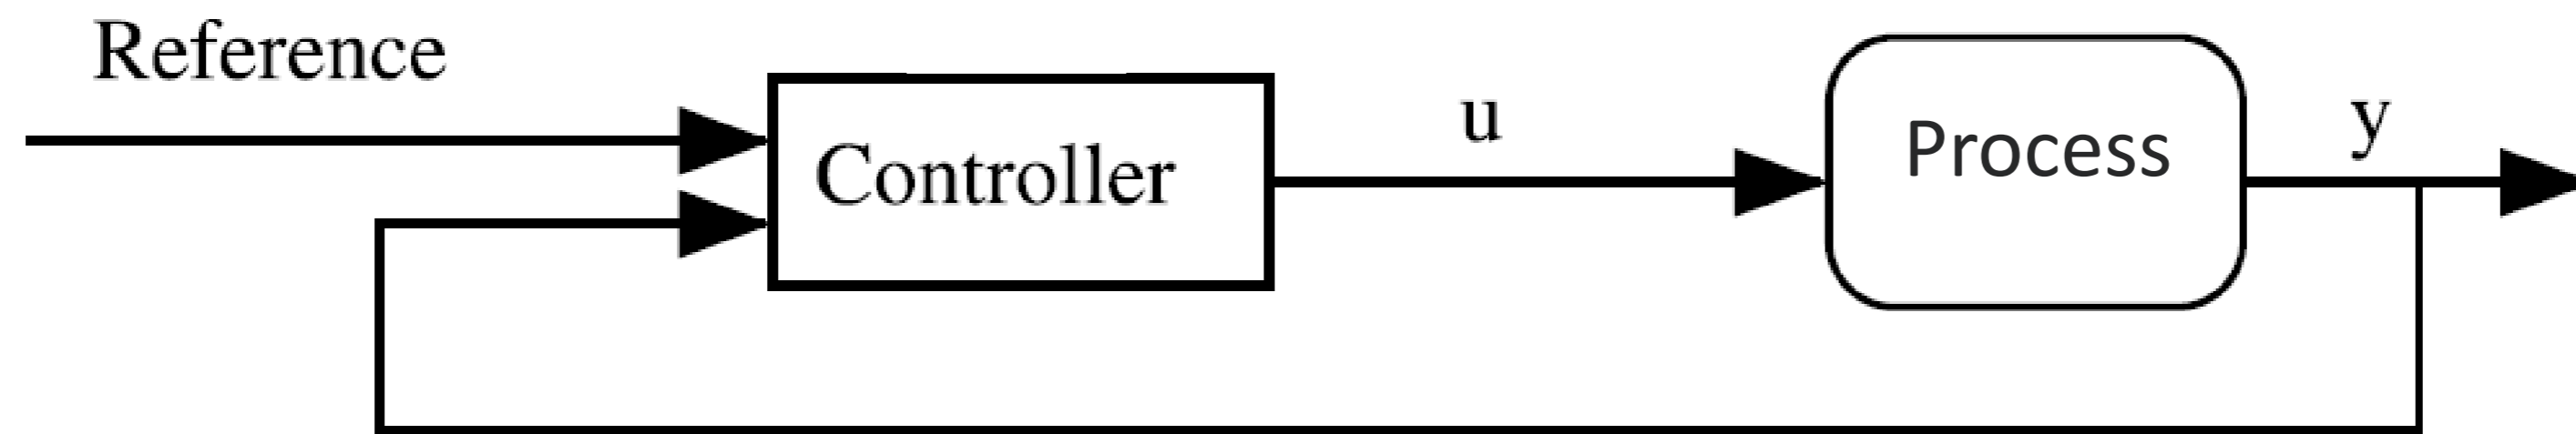 Reference
Controller
u
Process
y